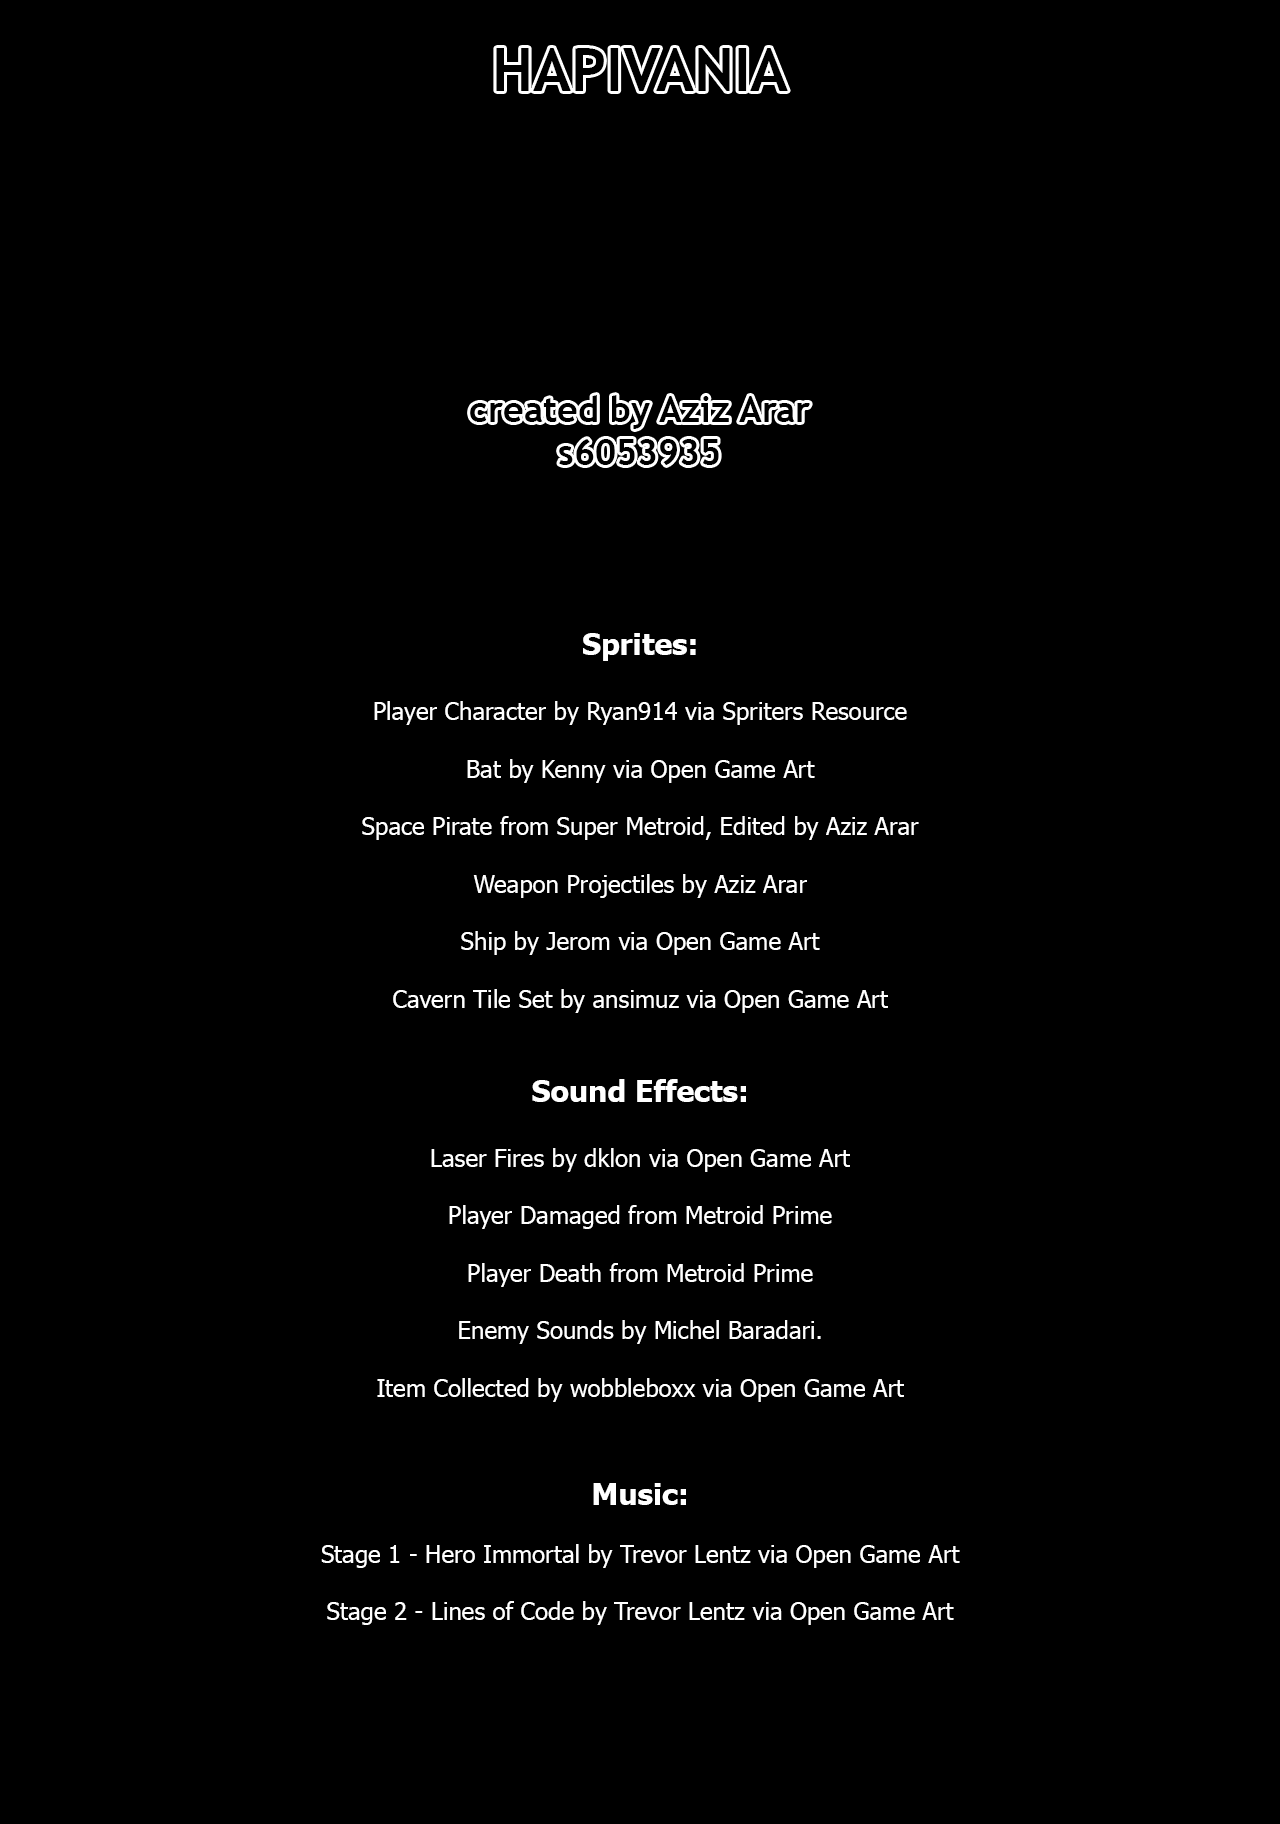 HAPIVANIA
created by Aziz Arar
s6053935
Sprites:
Player Character by Ryan914 via Spriters Resource
Bat by Kenny via Open Game Art
Space Pirate from Super Metroid, Edited by Aziz Arar
Weapon Projectiles by Aziz Arar
Ship by Jerom via Open Game Art
Cavern Tile Set by ansimuz via Open Game Art
Sound Effects:
Laser Fires by dklon via Open Game Art
Player Damaged from Metroid Prime
Player Death from Metroid Prime
Enemy Sounds by Michel Baradari.
Item Collected by wobbleboxx via Open Game Art
Music:
Stage 1 - Hero Immortal by Trevor Lentz via Open Game Art
Stage 2 - Lines of Code by Trevor Lentz via Open Game Art